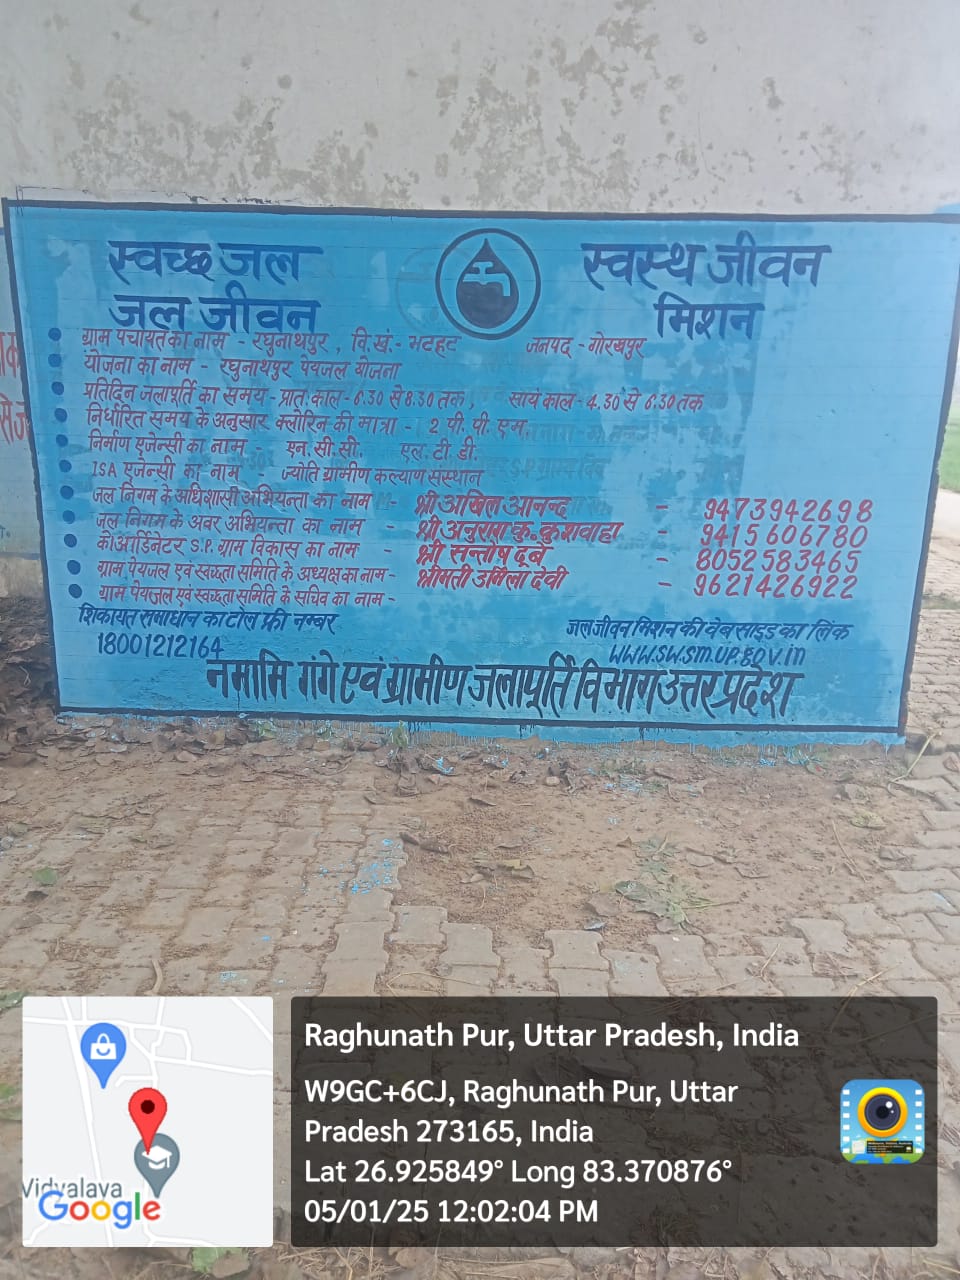 स्वच्छ जल स्वस्थ जीवन
जल जीवन मिशन
ग्राम पंचायत का नाम - रघुनाथपुर, वि.खं.- भटहट जनपद - गोरखपुर
योजना का नाम - रघुनाथपुर पेयजल योजना
प्रतिदिन जलापूर्ति का समय - प्रात: काल - 6.30 से 8.30 तक, सायं काल - 4.30 से 6.30 तक
निर्धारित समय के अनुसार क्लोरिन की मात्रा - 2 पी. पी. एम.
निर्माण एजेन्सी का नाम - एन. सी. सी. एल. टी. डी.
ISA एजेन्सी का नाम ज्योति ग्रामीण कल्याण संस्थान
जल निगम के अधिशासी अभियन्ता का नाम - श्री अखिल आनन्द - 9473942698
जल निगम के अवर अभियन्ता का नाम - श्री अनुराग कु. कुशवाहा - 9415606780
कोआर्डिनेटर S.P. ग्राम विकास का नाम - श्री सन्तोष दूबे - 8052583465
ग्राम पेयजल एवं स्वच्छता समिति के अध्यक्ष का नाम - श्रीमती उर्मिला देवी - 9621426922
ग्राम पेयजल एवं स्वच्छता समिति के सचिव का नाम -
शिकायत समाधान का टोल फ्री नम्बर जल जीवन मिशन की वेब साइड का लिंक
18001212164 www.swsm.up.gov.in
नमामि गंगे एवं ग्रामीण जलापूर्ति विभाग उत्तर प्रदेश
Raghunath Pur, Uttar Pradesh, India
W9GC+6CJ, Raghunath Pur, Uttar
Pradesh 273165, India
Lat 26.925849° Long 83.370876°
05/01/25 12:02:04 PM
Vidyalaya
Google